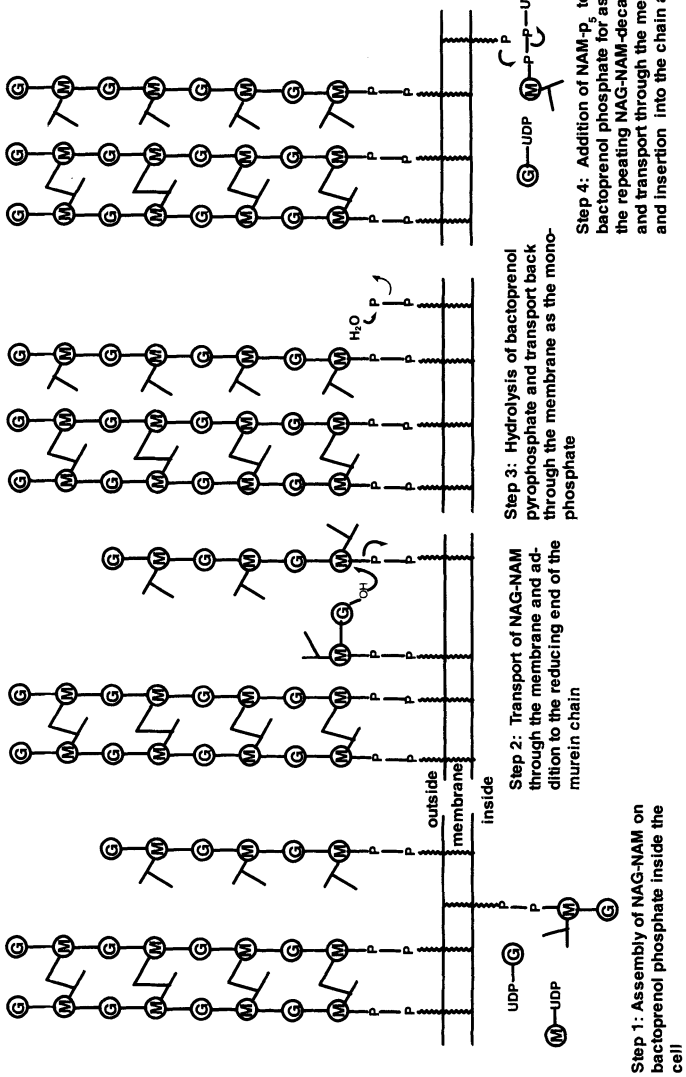 G G
M M
G G G
M M M
G G G
M M M
G G G
M M M
P P P
P P P
UDP G
M UDP
P
P
M
G
Step 1: Assembly of NAG-NAM on
bactoprenol phosphate inside the
cell
outside
membrane
inside
G G
M M
G G G
M M M
G G G
M M M
G G G
M M M G OH M
P P P P
P P P P
Step 2: Transport of NAG-NAM
through the membrane and ad-
dition to the reducing end of the
murein chain
G G G
M M M
G G G
M M M
G G G
M M M
G G G
M M M
H₂O
P P P P
P P P P
Step 3: Hydrolysis of bactoprenol
pyrophosphate and transport back
through the membrane as the mono-
phosphate
G G G
M M M
G G G
M M M
G G G
M M M
G G G
M M M
P P P
P P P
P
G UDP
M P P
Step 4: Addition of NAM-p₅
bactoprenol phosphate for
the repeating NAG-NAM-
and transport through the
and insertion into the chain